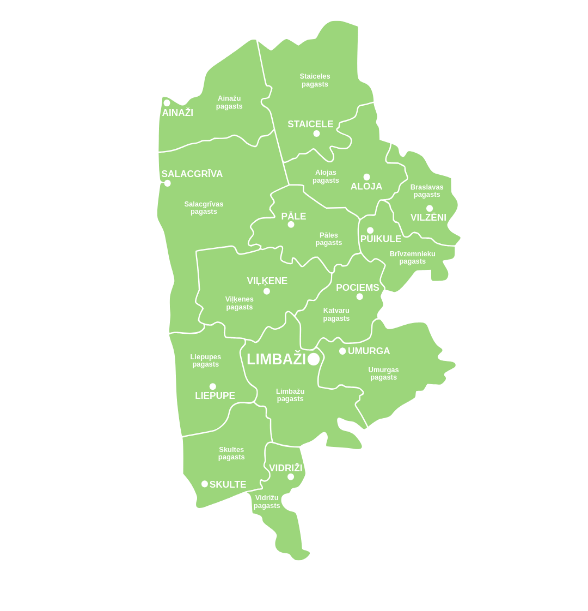 Staiceles
pagasts
Ainažu
pagasts
AINAŽI
STAICELE
SALACGRĪVA
Alojas
pagasts
ALOJA
Braslavas
pagasts
Salacgrīvas
pagasts
PĀLE
VILZĒNI
Pāles
pagasts
PUIKULE
Brīvzemnieku
pagasts
VIĻĶENE
POCIEMS
Viļķenes
pagasts
Katvaru
pagasts
LIMBAŽI
UMURGA
Liepupes
pagasts
Umurgas
pagasts
LIEPUPE
Limbažu
pagasts
Skultes
pagasts
VIDRIŽI
SKULTE
Vidrižu
pagasts